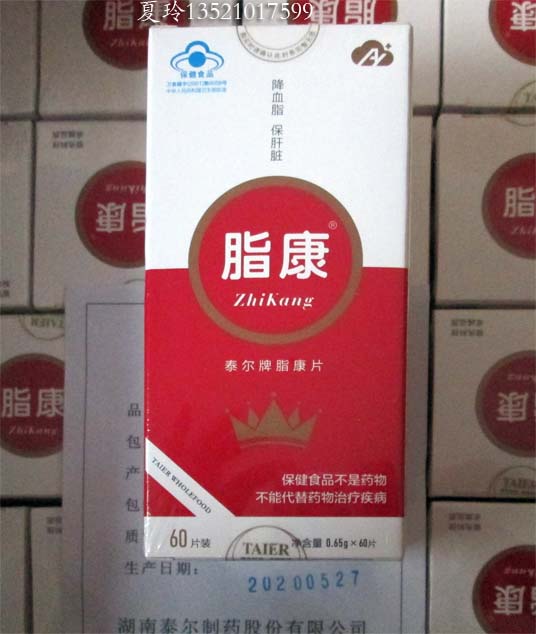 夏玲13521017599
保健食品
降血脂 保肝脏
脂康®
ZhiKang
泰尔牌脂康片
TAIER WHOLEFOOD
保健食品不是药物
不能代替药物治疗疾病
60片装
净含量 0.65g×60片
TAIER
脂康
脂康
品
包
产
包
质
生产日期:
20200527
湖南泰尔制药股份有限公司